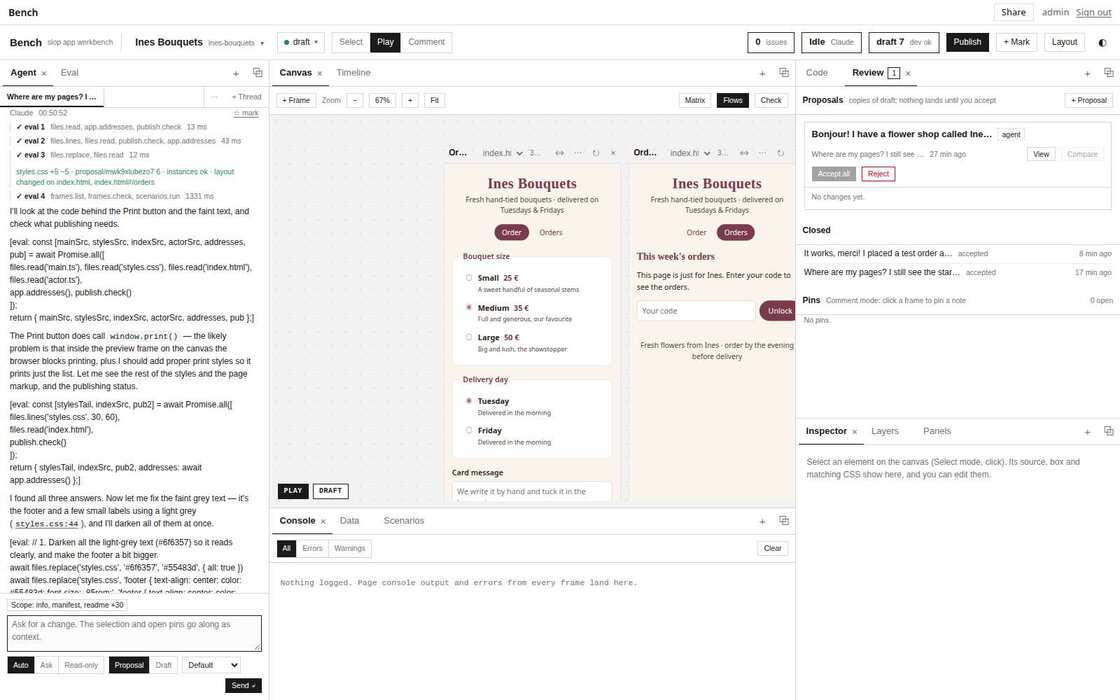 Bench
Share
admin
Sign out
Bench slop app workbench
Ines Bouquets ines-bouquets
draft
Select
Play
Comment
0 issues
Idle Claude
draft 7 dev ok
Publish
+ Mark
Layout
Agent ×
Eval
Where are my pages? I ...
+ Thread
Claude 00:50:52
mark
✓ eval 1 files.read, app.addresses, publish.check 13 ms
✓ eval 2 files.lines, files.read, publish.check, app.addresses 43 ms
✓ eval 3 files.replace, files.read 12 ms
styles.css +5 −5 · proposal/mwk9xlubezo7 6 · instances ok · layout
changed on index.html, index.html#/orders
✓ eval 4 frames.list, frames.check, scenarios.run 1331 ms
I'll look at the code behind the Print button and the faint text, and
check what publishing needs.
[eval: const [mainSrc, stylesSrc, indexSrc, actorSrc, addresses,
pub] = await Promise.all([
files.read('main.ts'), files.read('styles.css'), files.read('index.html'),
files.read('actor.ts'),
app.addresses(), publish.check()
]);
return { mainSrc, stylesSrc, indexSrc, actorSrc, addresses, pub };]
The Print button does call window.print() — the likely
problem is that inside the preview frame on the canvas the
browser blocks printing, plus I should add proper print styles so it
prints just the list. Let me see the rest of the styles and the page
markup, and the publishing status.
[eval: const [stylesTail, indexSrc, pub2] = await Promise.all([
files.lines('styles.css', 30, 60),
files.read('index.html'),
publish.check()
]);
return { stylesTail, indexSrc, pub2, addresses: await
app.addresses() };]
I found all three answers. Now let me fix the faint grey text — it's
the footer and a few small labels using a light grey
(styles.css:44), and I'll darken all of them at once.
[eval: // 1. Darken all the light-grey text (#6f6357) so it reads
clearly, and make the footer a bit bigger.
await files.replace('styles.css', '#6f6357', '#55483d', { all: true })
await files.replace('styles.css', 'footer { text-align: center; color:
Scope: info, manifest, readme +30
Ask for a change. The selection and open pins go along as
context.
Auto
Ask
Read-only
Proposal
Draft
Default
Send
Canvas ×
Timeline
+ Frame
Zoom
−
67%
+
Fit
Matrix
Flows
Check
Or...
index.h
3...
Ines Bouquets
Fresh hand-tied bouquets · delivered on
Tuesdays & Fridays
Order
Orders
Bouquet size
Small 25 €
A sweet handful of seasonal stems
Medium 35 €
Full and generous, our favourite
Large 50 €
Big and lush, the showstopper
Delivery day
Tuesday
Delivered in the morning
Friday
Delivered in the morning
Card message
We write it by hand and tuck it in the
Ord...
index.h
3...
Ines Bouquets
Fresh hand-tied bouquets · delivered on
Tuesdays & Fridays
Order
Orders
This week's orders
This page is just for Ines. Enter your code to
see the orders.
Your code
Unlock
Fresh flowers from Ines · order by the evening
before delivery
PLAY
DRAFT
Console ×
Data
Scenarios
All
Errors
Warnings
Clear
Nothing logged. Page console output and errors from every frame land here.
Code
Review 1 ×
Proposals copies of draft; nothing lands until you accept
+ Proposal
Bonjour! I have a flower shop called Ine... agent
Where are my pages? I still see ... 27 min ago
View
Compare
Accept all
Reject
No changes yet.
Closed
It works, merci! I placed a test order a... accepted 8 min ago
Where are my pages? I still see the star... accepted 17 min ago
Pins Comment mode: click a frame to pin a note 0 open
No pins.
Inspector ×
Layers
Panels
Select an element on the canvas (Select mode, click). Its source, box and
matching CSS show here, and you can edit them.